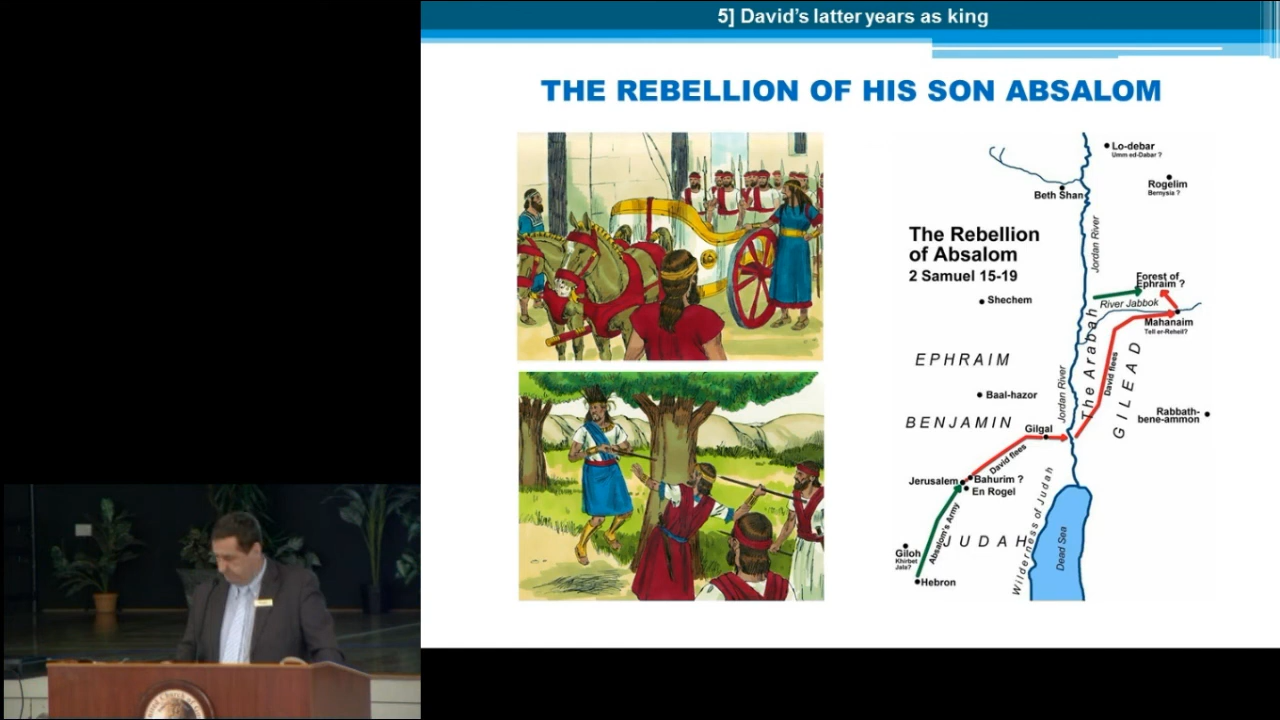 5] David's latter years as king
THE REBELLION OF HIS SON ABSALOM
The Rebellion
of Absalom
2 Samuel 15-19
Lo-debar
Umm ed-Dabar ?
Rogelim
Bersynia ?
Beth Shan
Jordan River
Forest of
Ephraim ?
River Jabbok
Shechem
Mahanaim
Tell er-Reheil?
The Arabah
EPHRAIM
David flees
GILEAD
Jordan River
Baal-hazor
Rabbath-
bene-ammon
BENJAMIN
Gilgal
David flees
Jerusalem
Bahurim ?
En Rogel
Wilderness of Judah
Absalom's Army
JUDAH
Dead Sea
Giloh
Khirbet
Jala?
Hebron
Church of